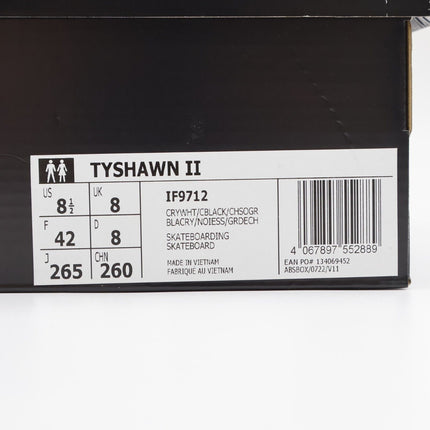 TYSHAWN II
US 8½ UK 8
F 42 D 8
J 265 CHN 260
IF9712
CRYWHT/CBLACK/CHSOGR
BLACRY/NOIESS/GRDECH
SKATEBOARDING
SKATEBOARD
MADE IN VIETNAM
FABRIQUÉ AU VIETNAM
4 067897 552889
EAN PO# 134069452
ABSBOX/0722/V11